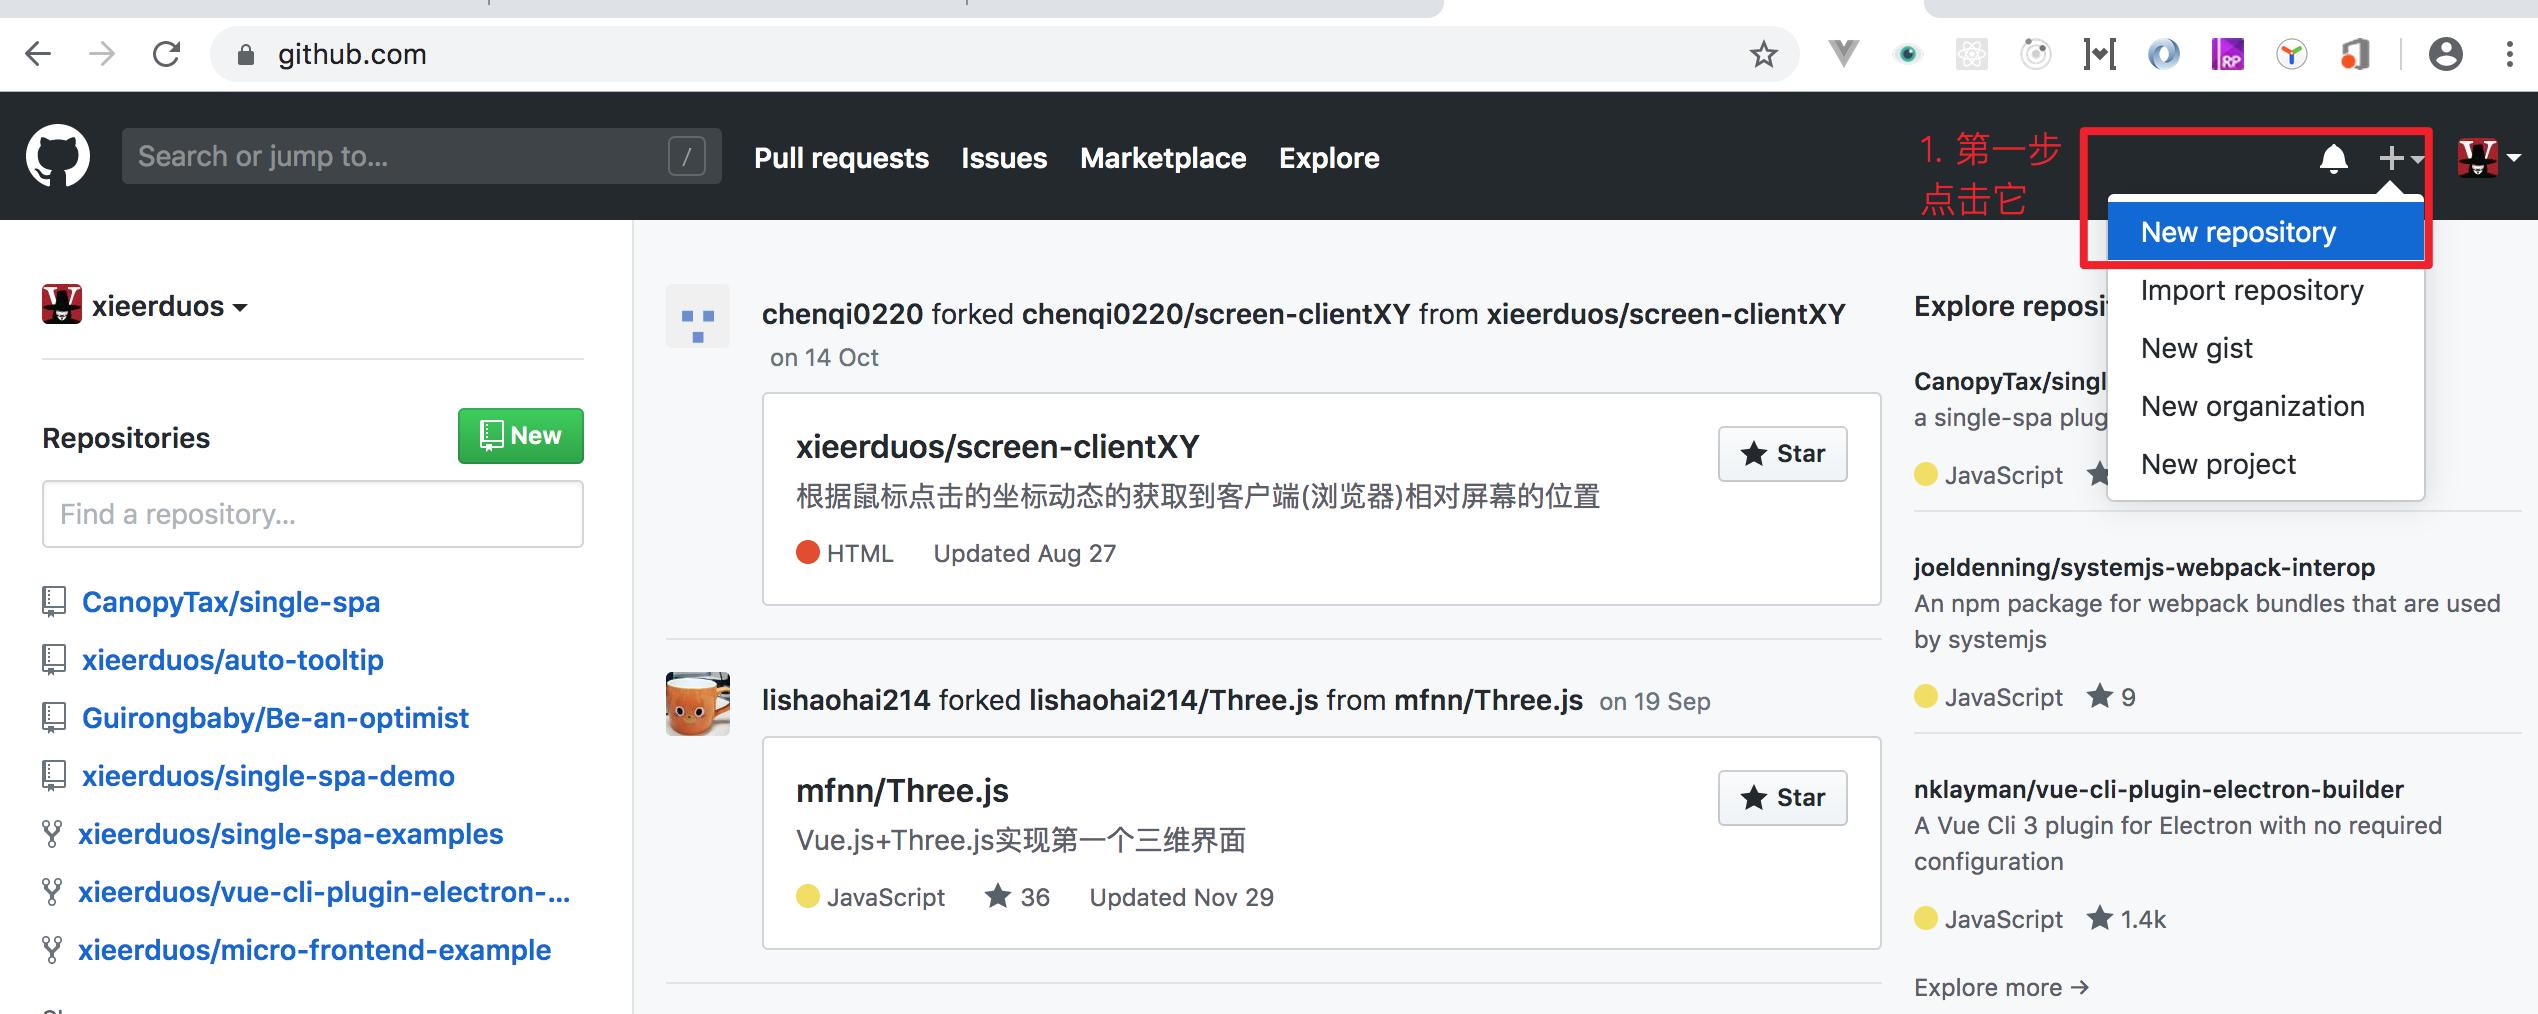 github.com
RP
Search or jump to...
/
Pull requests
Issues
Marketplace
Explore
1. 第一步
点击它
New repository
Import repository
New gist
New organization
New project
xieerduos
Repositories
New
Find a repository...
CanopyTax/single-spa
xieerduos/auto-tooltip
Guirongbaby/Be-an-optimist
xieerduos/single-spa-demo
xieerduos/single-spa-examples
xieerduos/vue-cli-plugin-electron-...
xieerduos/micro-frontend-example
chenqi0220 forked chenqi0220/screen-clientXY from xieerduos/screen-clientXY
on 14 Oct
xieerduos/screen-clientXY
Star
根据鼠标点击的坐标动态的获取到客户端(浏览器)相对屏幕的位置
HTML
Updated Aug 27
lishaohai214 forked lishaohai214/Three.js from mfnn/Three.js on 19 Sep
mfnn/Three.js
Star
Vue.js+Three.js实现第一个三维界面
JavaScript
36
Updated Nov 29
Explore reposi
CanopyTax/singl
a single-spa plug
JavaScript
joeldenning/systemjs-webpack-interop
An npm package for webpack bundles that are used
by systemjs
JavaScript
9
nklayman/vue-cli-plugin-electron-builder
A Vue Cli 3 plugin for Electron with no required
configuration
JavaScript
1.4k
Explore more →